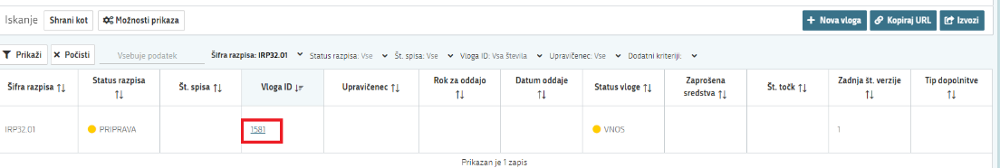 Iskanje Shrani kot Možnosti prikaza + Nova vloga Kopiraj URL Izvozi
Prikaži × Počisti Vsebuje podatek Šifra razpisa: IRP32.01 Status razpisa: Vse Št. spisa: Vse Vloga ID: Vsa števila Upravičenec: Vse Dodatni kriteriji:
Šifra razpisa ↑↓ Status razpisa ↑↓ Št. spisa ↑↓ Vloga ID Upravičenec ↑↓ Rok za oddajo ↑↓ Datum oddaje ↑↓ Status vloge ↑↓ Zaprošena sredstva ↑↓ Št. točk ↑↓ Zadnja št. verzije ↑↓ Tip dopolnitve ↑↓
IRP32.01 PRIPRAVA 1581 VNOS 1
Prikazan je 1 zapis